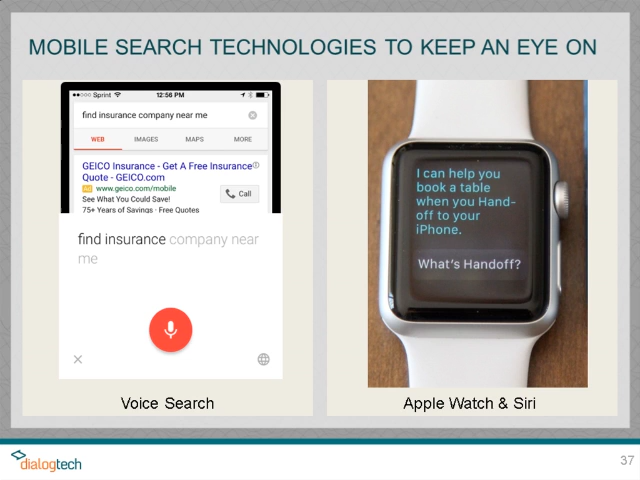 MOBILE SEARCH TECHNOLOGIES TO KEEP AN EYE ON
Sprint 12:56 PM
find insurance company near me
WEB IMAGES MAPS MORE
GEICO Insurance - Get A Free Insurance
Quote - GEICO.com
Ad www.geico.com/mobile
See What You Could Save!
75+ Years of Savings · Free Quotes
Call
find insurance company near
me
Voice Search
I can help you
book a table
when you Hand-
off to your
iPhone.
What's Handoff?
Apple Watch & Siri
dialogtech
37